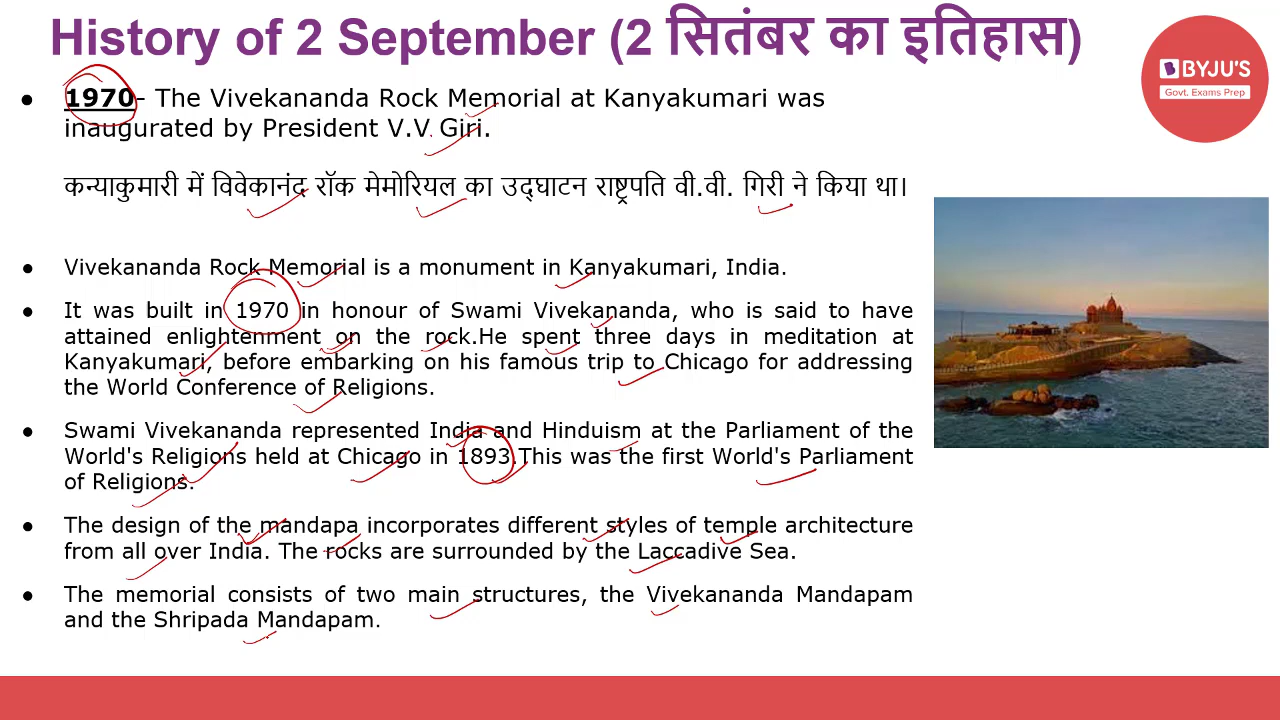 History of 2 September (2 सितंबर का इतिहास)
BYJU'S
Govt. Exams Prep
● 1970- The Vivekananda Rock Memorial at Kanyakumari was
inaugurated by President V.V. Giri.
कन्याकुमारी में विवेकानंद रॉक मेमोरियल का उद्घाटन राष्ट्रपति वी.वी. गिरी ने किया था।
● Vivekananda Rock Memorial is a monument in Kanyakumari, India.
● It was built in 1970 in honour of Swami Vivekananda, who is said to have
attained enlightenment on the rock.He spent three days in meditation at
Kanyakumari, before embarking on his famous trip to Chicago for addressing
the World Conference of Religions.
● Swami Vivekananda represented India and Hinduism at the Parliament of the
World's Religions held at Chicago in 1893.This was the first World's Parliament
of Religions.
● The design of the mandapa incorporates different styles of temple architecture
from all over India. The rocks are surrounded by the Laccadive Sea.
● The memorial consists of two main structures, the Vivekananda Mandapam
and the Shripada Mandapam.